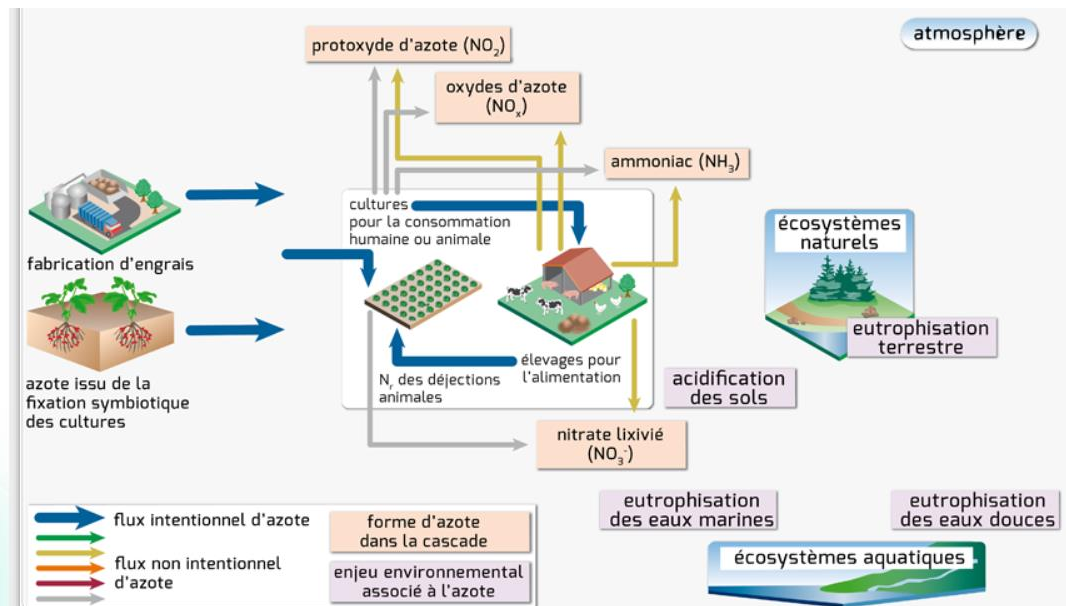 atmosphère
protoxyde d'azote (NO₂)
oxydes d'azote
(NOₓ)
ammoniac (NH₃)
cultures
pour la consommation
humaine ou animale
fabrication d'engrais
azote issu de la
fixation symbiotique
des cultures
Nᵣ des déjections
animales
élevages pour
l'alimentation
nitrate lixivié
(NO₃⁻)
écosystèmes
naturels
eutrophisation
terrestre
acidification
des sols
eutrophisation
des eaux marines
eutrophisation
des eaux douces
écosystèmes aquatiques
flux intentionnel d'azote
flux non intentionnel
d'azote
forme d'azote
dans la cascade
enjeu environnemental
associé à l'azote